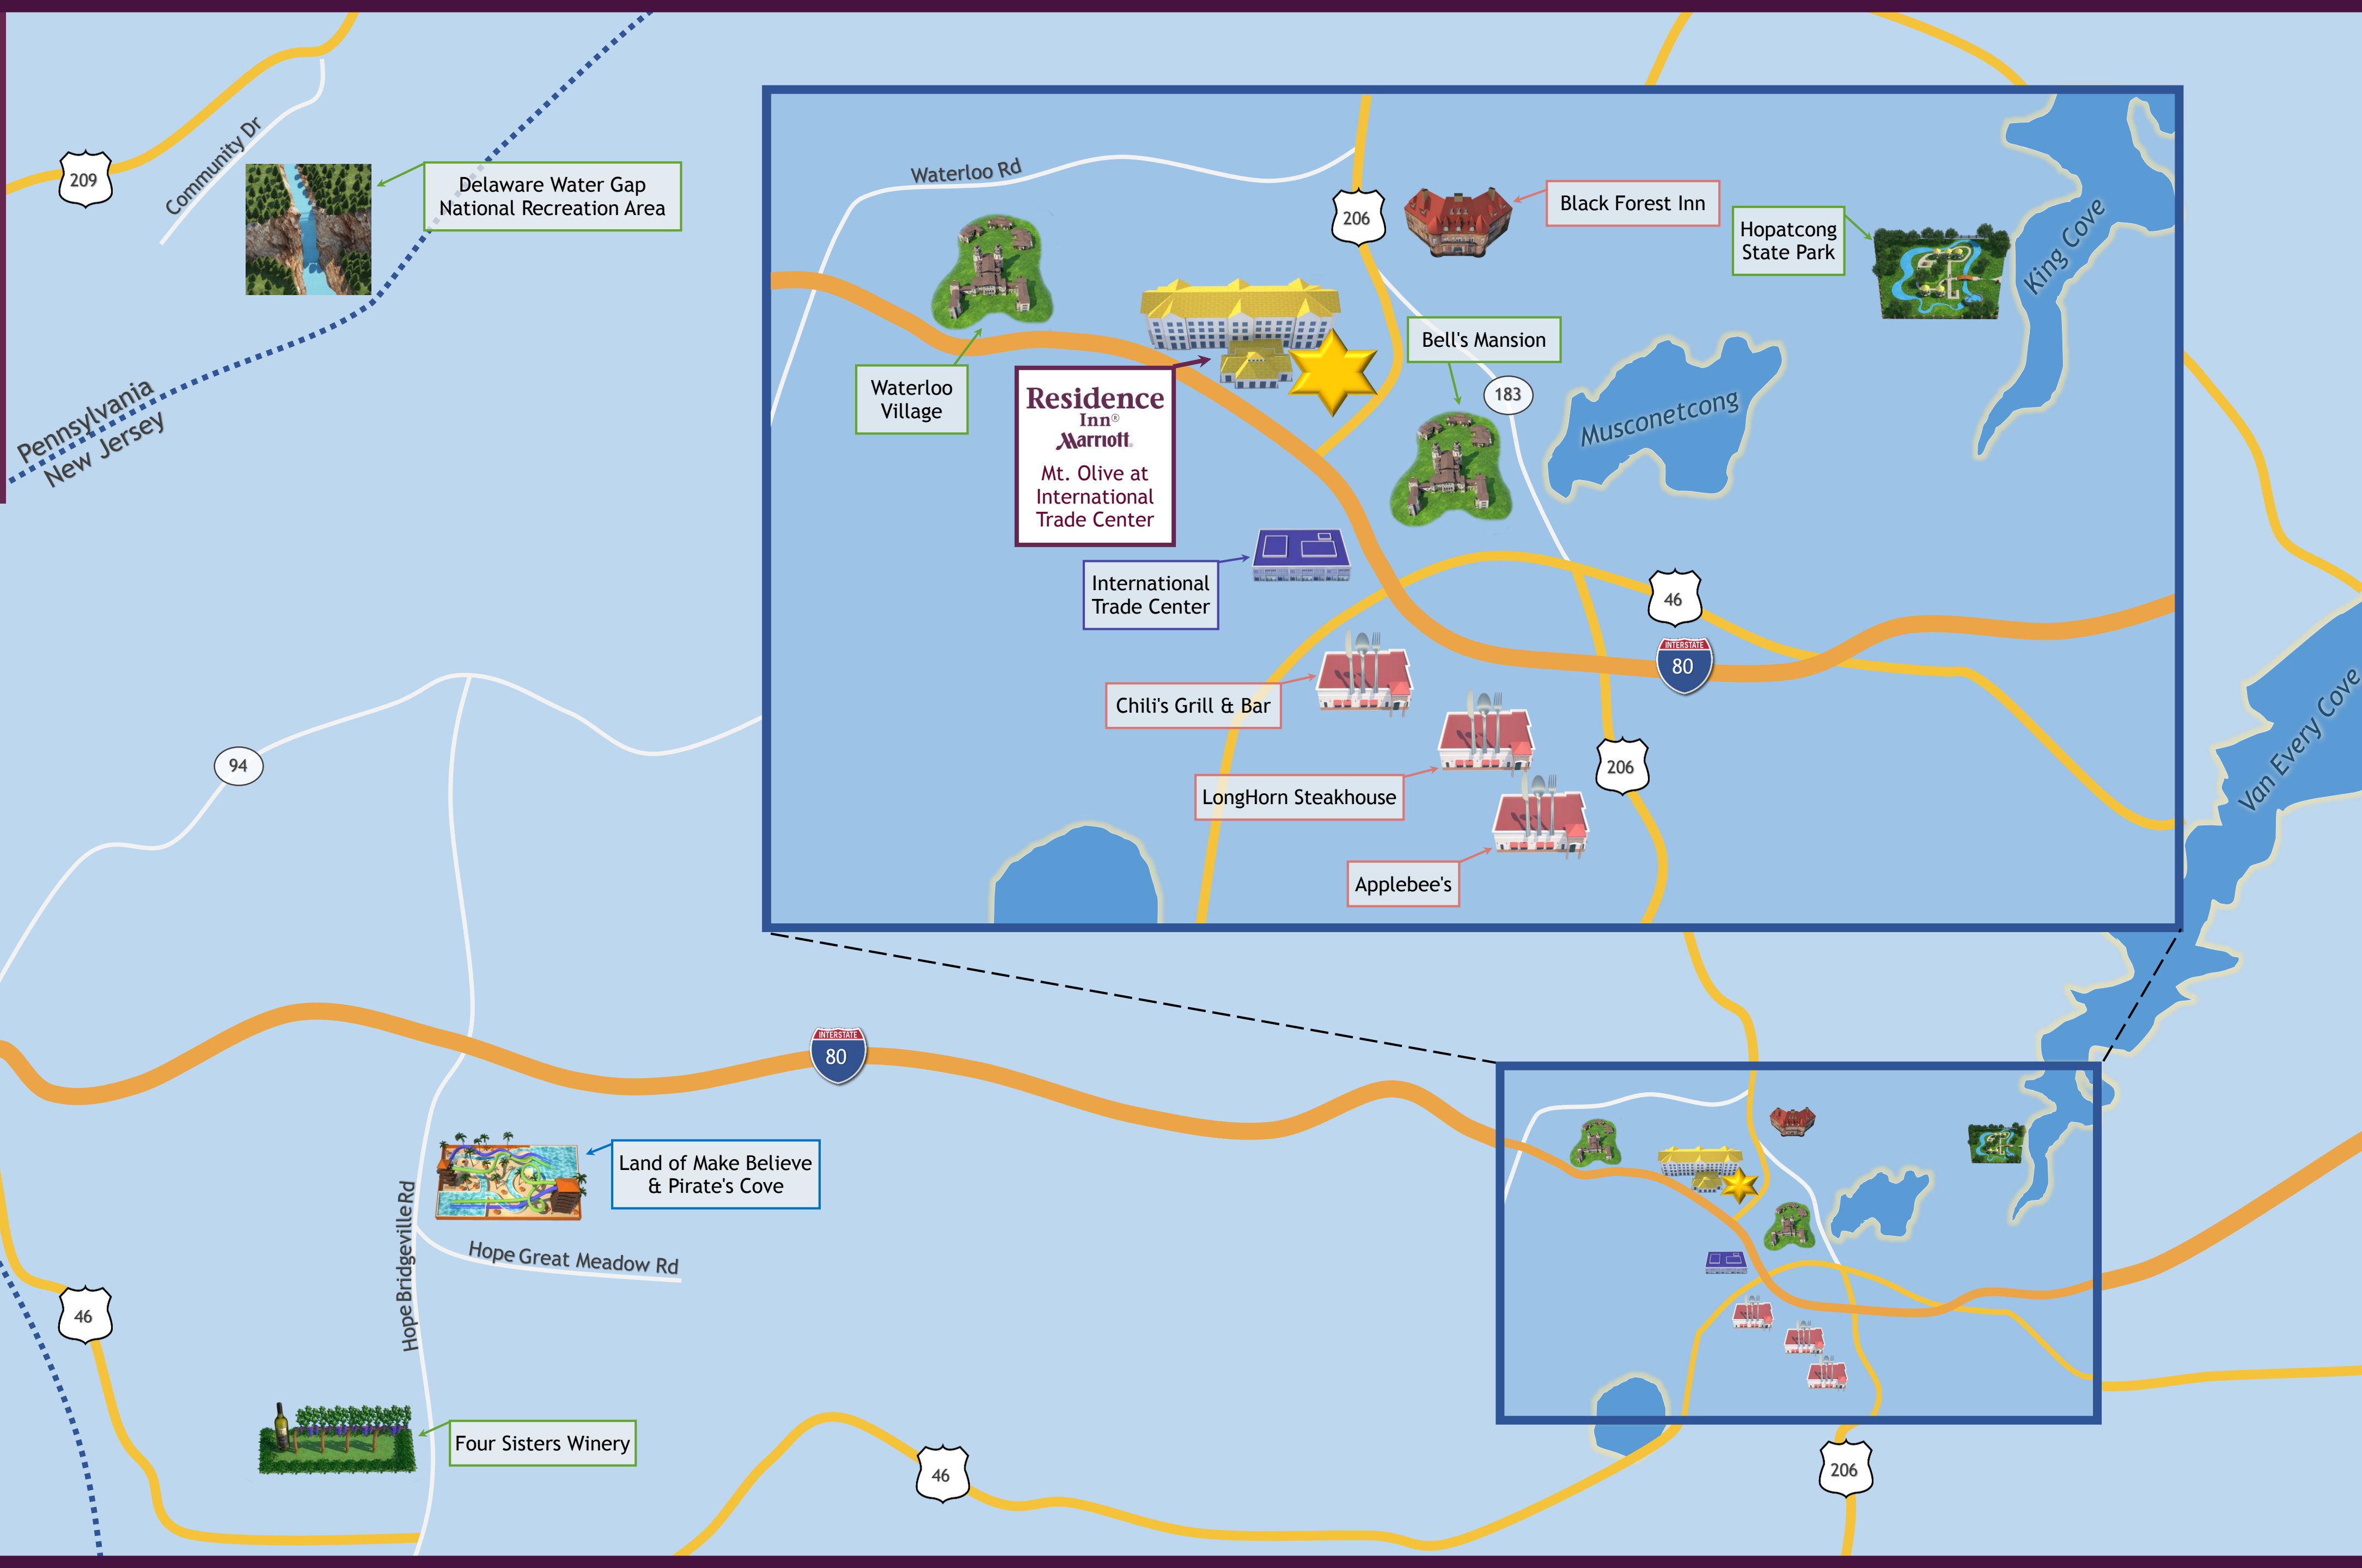 209
Community Dr
Delaware Water Gap
National Recreation Area
Pennsylvania
New Jersey
Waterloo Rd
206
Black Forest Inn
Hopatcong
State Park
King Cove
Bell's Mansion
183
Musconetcong
Waterloo
Village
Residence
Inn®
Marriott
Mt. Olive at
International
Trade Center
International
Trade Center
46
INTERSTATE
80
Chili's Grill & Bar
LongHorn Steakhouse
206
Applebee's
Van Every Cove
94
INTERSTATE
80
Land of Make Believe
& Pirate's Cove
Hope Bridgeville Rd
Hope Great Meadow Rd
46
Four Sisters Winery
46
206